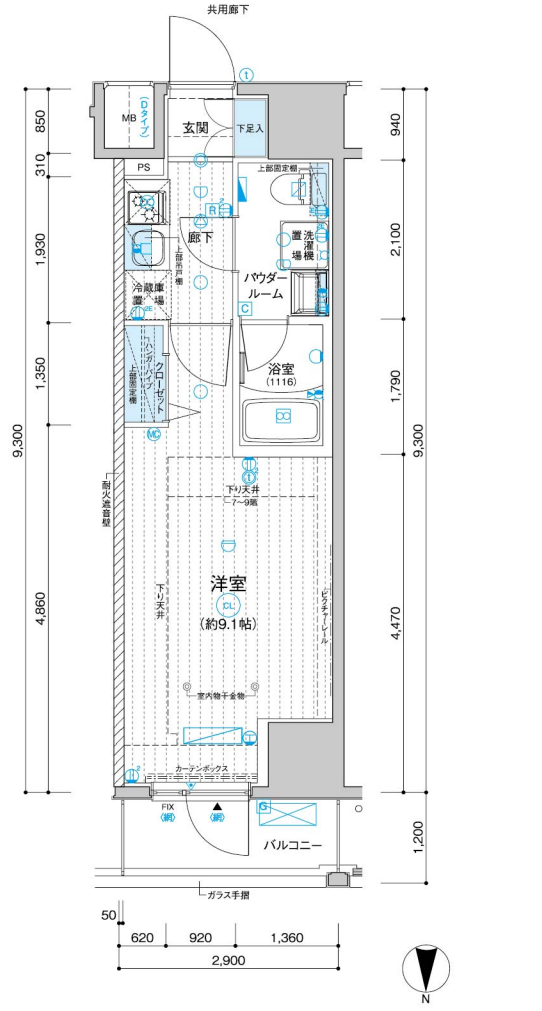 共用廊下
t
850
310
1,930
1,350
4,860
9,300
MB
(Dタイプ)
玄関
下足入
PS
上部固定棚
R
廊下
上部吊戸棚
洗濯機
置場
パウダー
ルーム
冷蔵庫
置 場
2E
C
クローゼット
ハンガーパイプ
上部固定棚
浴室
(1116)
MC
耐火遮音壁
t
下り天井
7〜9階
下り天井
洋室
CL
(約9.1帖)
ピクチャーレール
室内物干金物
2
カーテンボックス
FIX
〈網〉
〈網〉
G
バルコニー
ガラス手摺
940
2,100
1,790
4,470
9,300
1,200
50
620
920
1,360
2,900
N